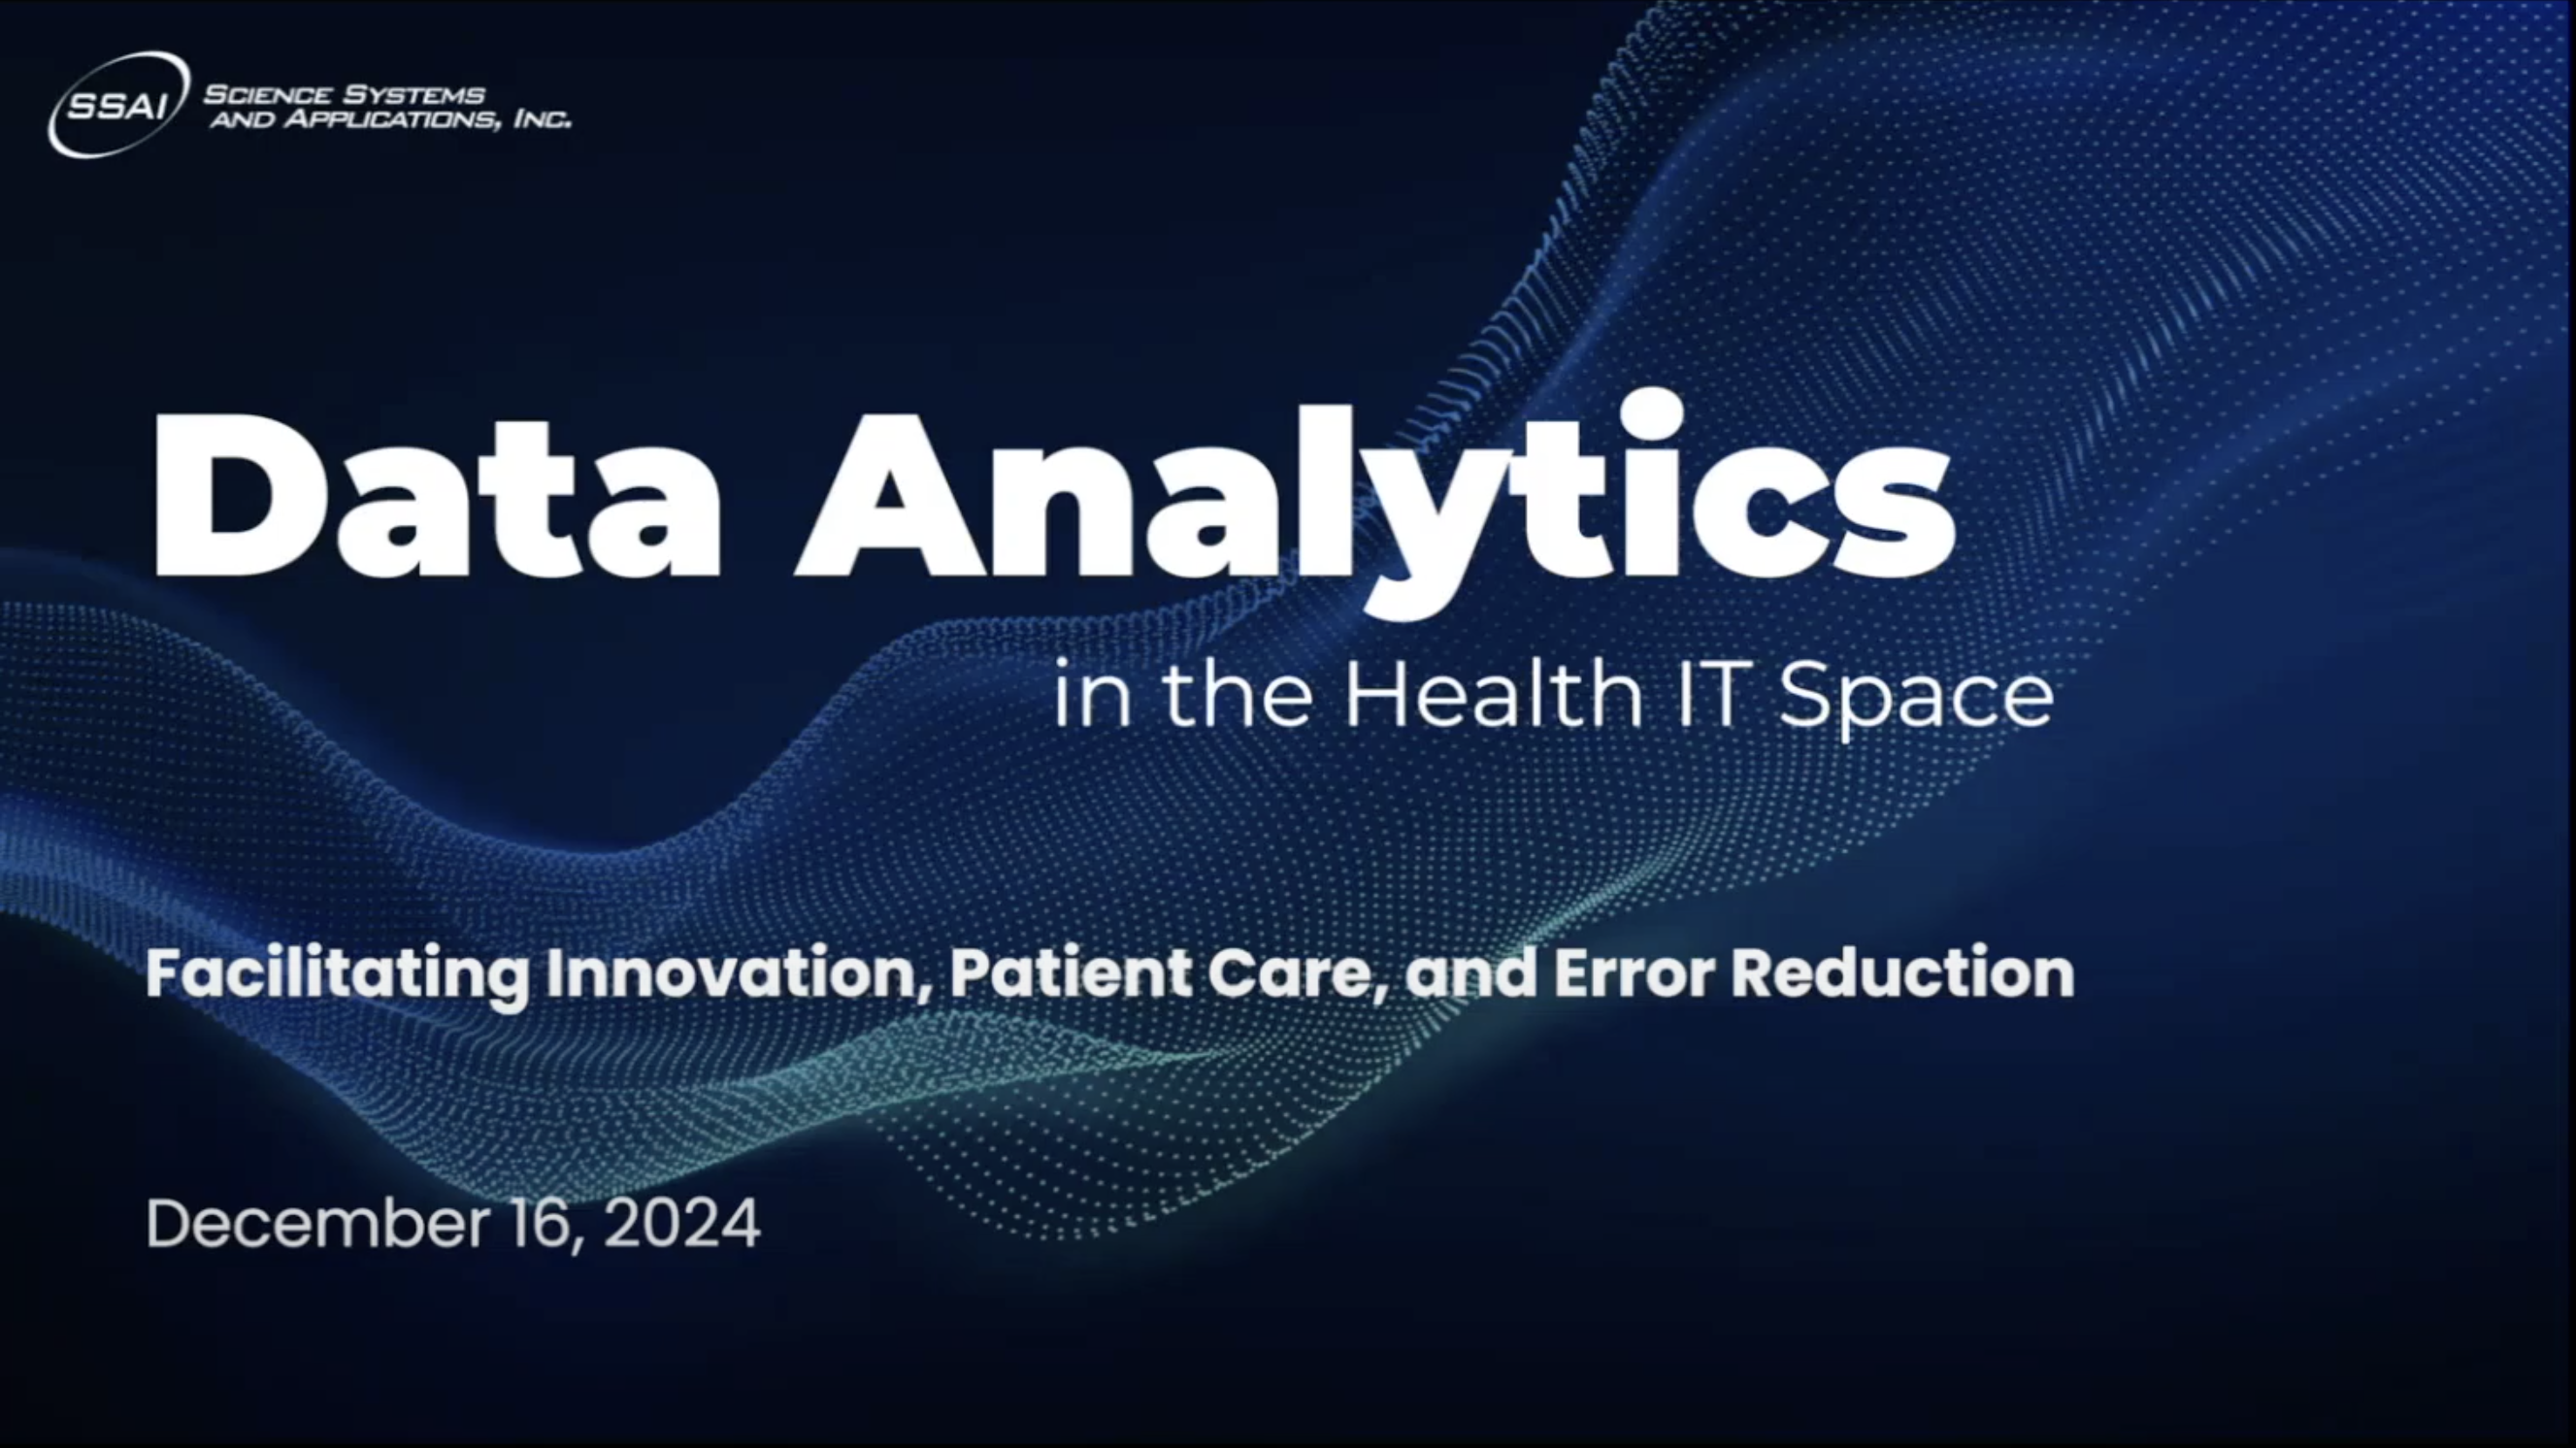 SSAI
SCIENCE SYSTEMS
AND APPLICATIONS, INC.
Data Analytics
in the Health IT Space
Facilitating Innovation, Patient Care, and Error Reduction
December 16, 2024